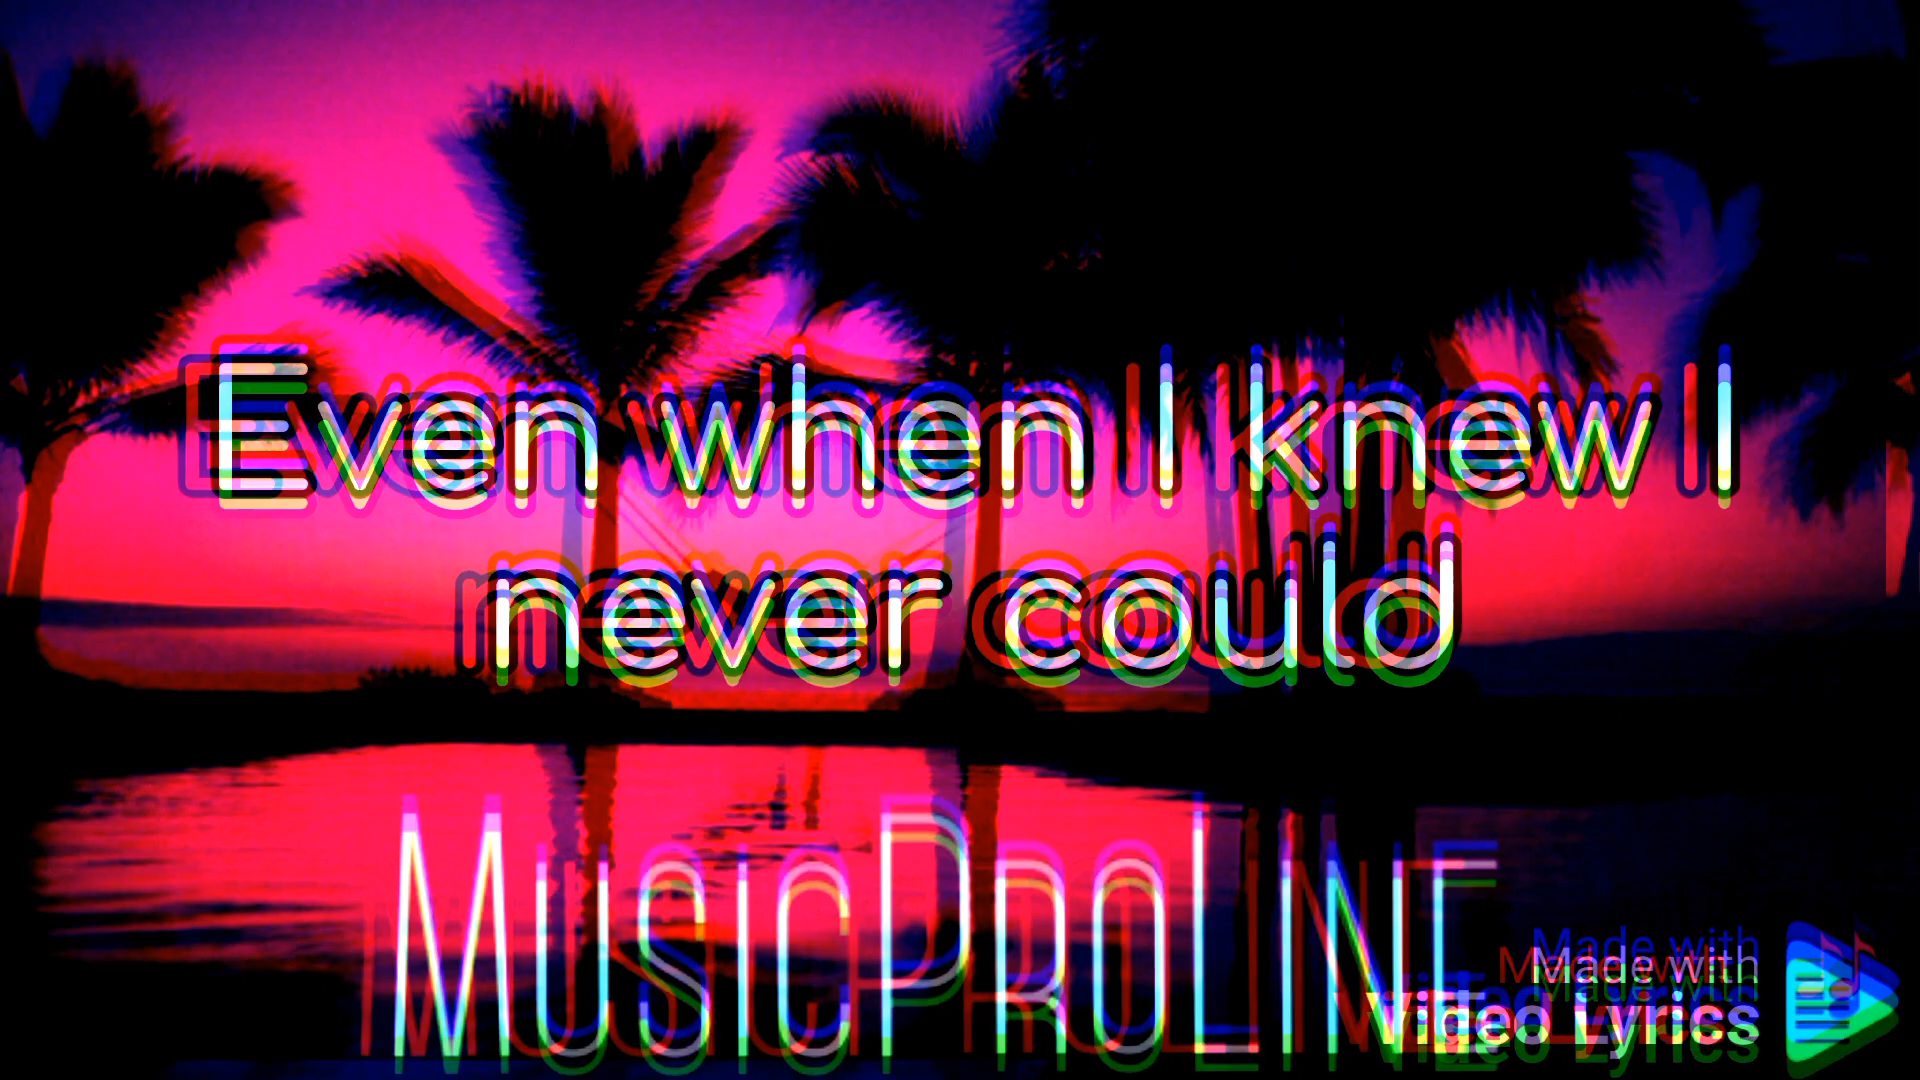 Even when I knew I
never could
MusicProLine
Made with
Video Lyrics